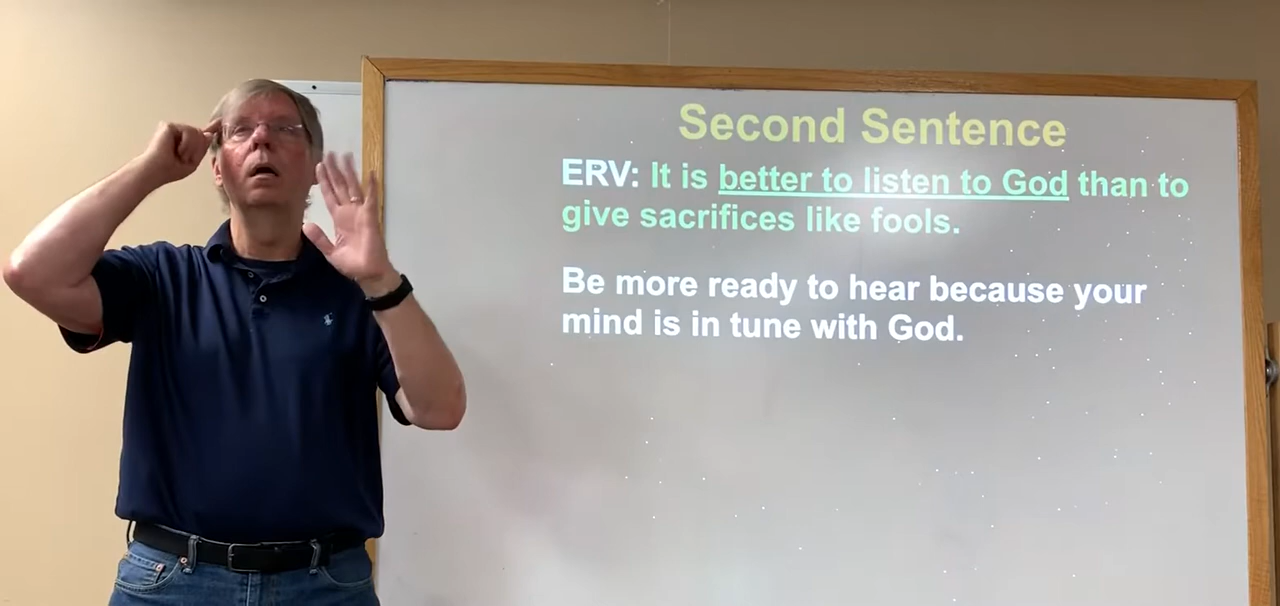 Second Sentence
ERV: It is better to listen to God than to
give sacrifices like fools.
Be more ready to hear because your
mind is in tune with God.